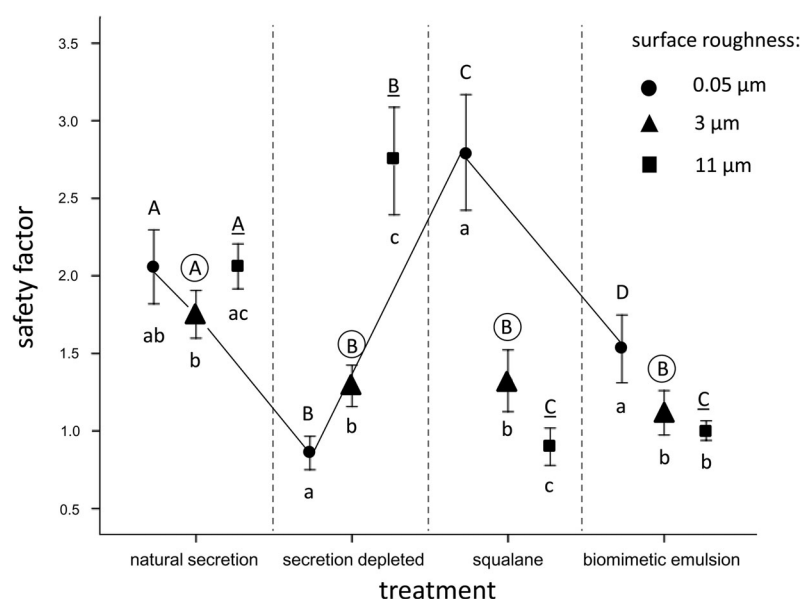 surface roughness:
0.05 µm
3 µm
11 µm
safety factor
3.5
3.0
2.5
2.0
1.5
1.0
0.5
A
A
A
ab
b
ac
B
B
B
a
b
c
C
B
C
a
b
c
D
B
C
a
b
b
natural secretion
secretion depleted
squalane
biomimetic emulsion
treatment